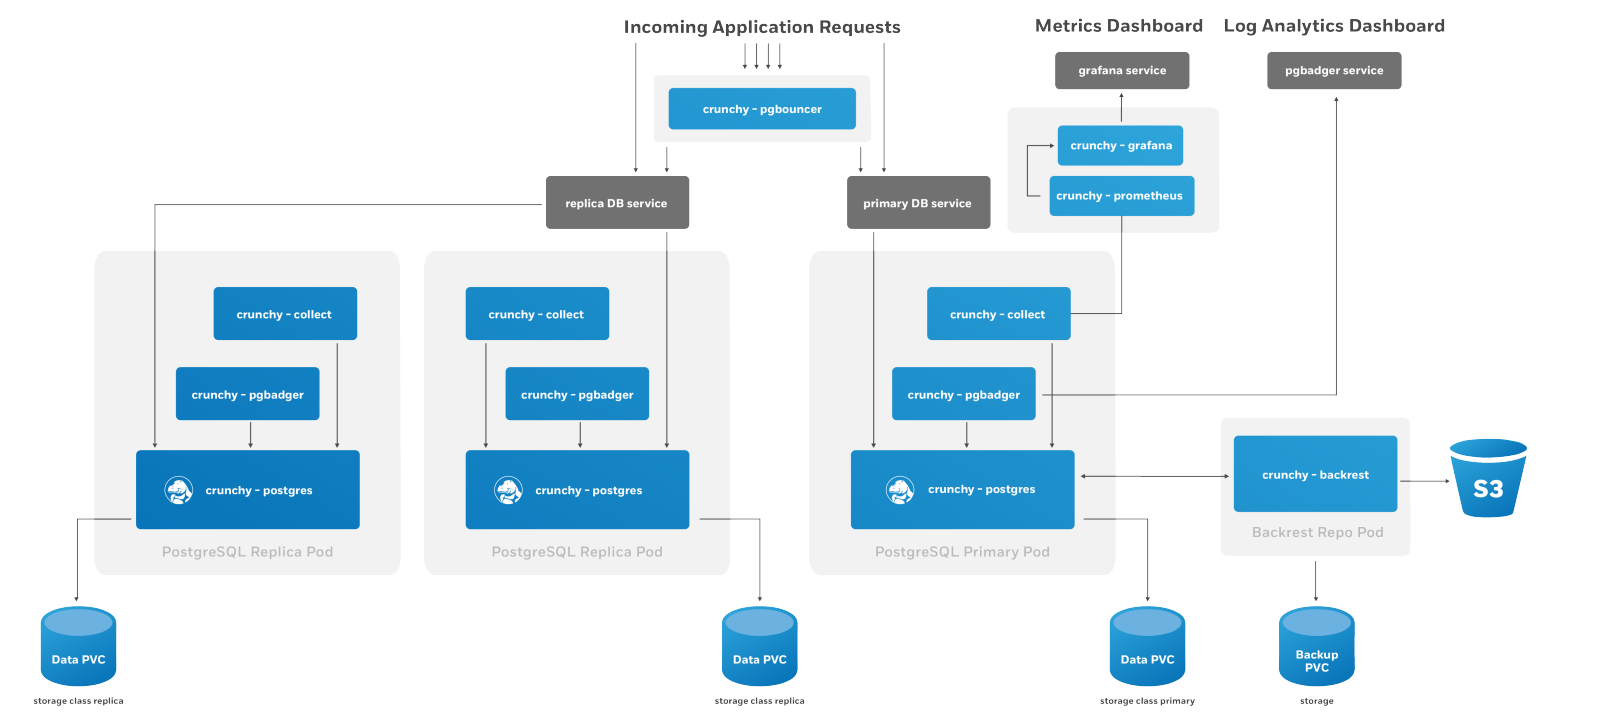 Incoming Application Requests
Metrics Dashboard
Log Analytics Dashboard
grafana service
pgbadger service
crunchy - pgbouncer
crunchy - grafana
crunchy - prometheus
replica DB service
primary DB service
crunchy - collect
crunchy - collect
crunchy - collect
crunchy - pgbadger
crunchy - pgbadger
crunchy - pgbadger
crunchy - postgres
crunchy - postgres
crunchy - postgres
crunchy - backrest
S3
PostgreSQL Replica Pod
PostgreSQL Replica Pod
PostgreSQL Primary Pod
Backrest Repo Pod
Data PVC
Data PVC
Data PVC
Backup
PVC
storage class replica
storage class replica
storage class primary
storage